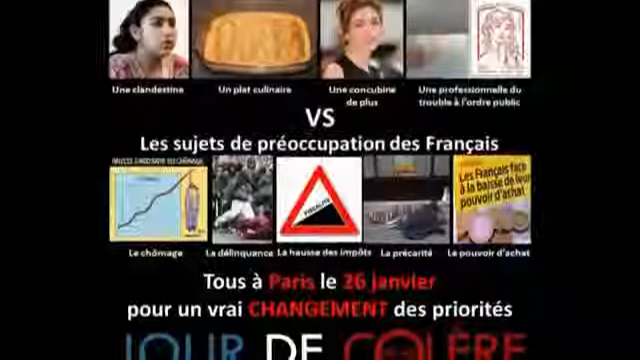 Une clandestine
Un plat culinaire
Une concubine
de plus
Une professionnelle du
trouble à l'ordre public
VS
Les sujets de préoccupation des Français
FISCALITE
Les Français face
à la baisse de leur
pouvoir d'achat
Le chômage
La délinquance
La hausse des impôts
La précarité
Le pouvoir d'achat
Tous à Paris le 26 janvier
pour un vrai CHANGEMENT des priorités
JOUR DE COLÈRE